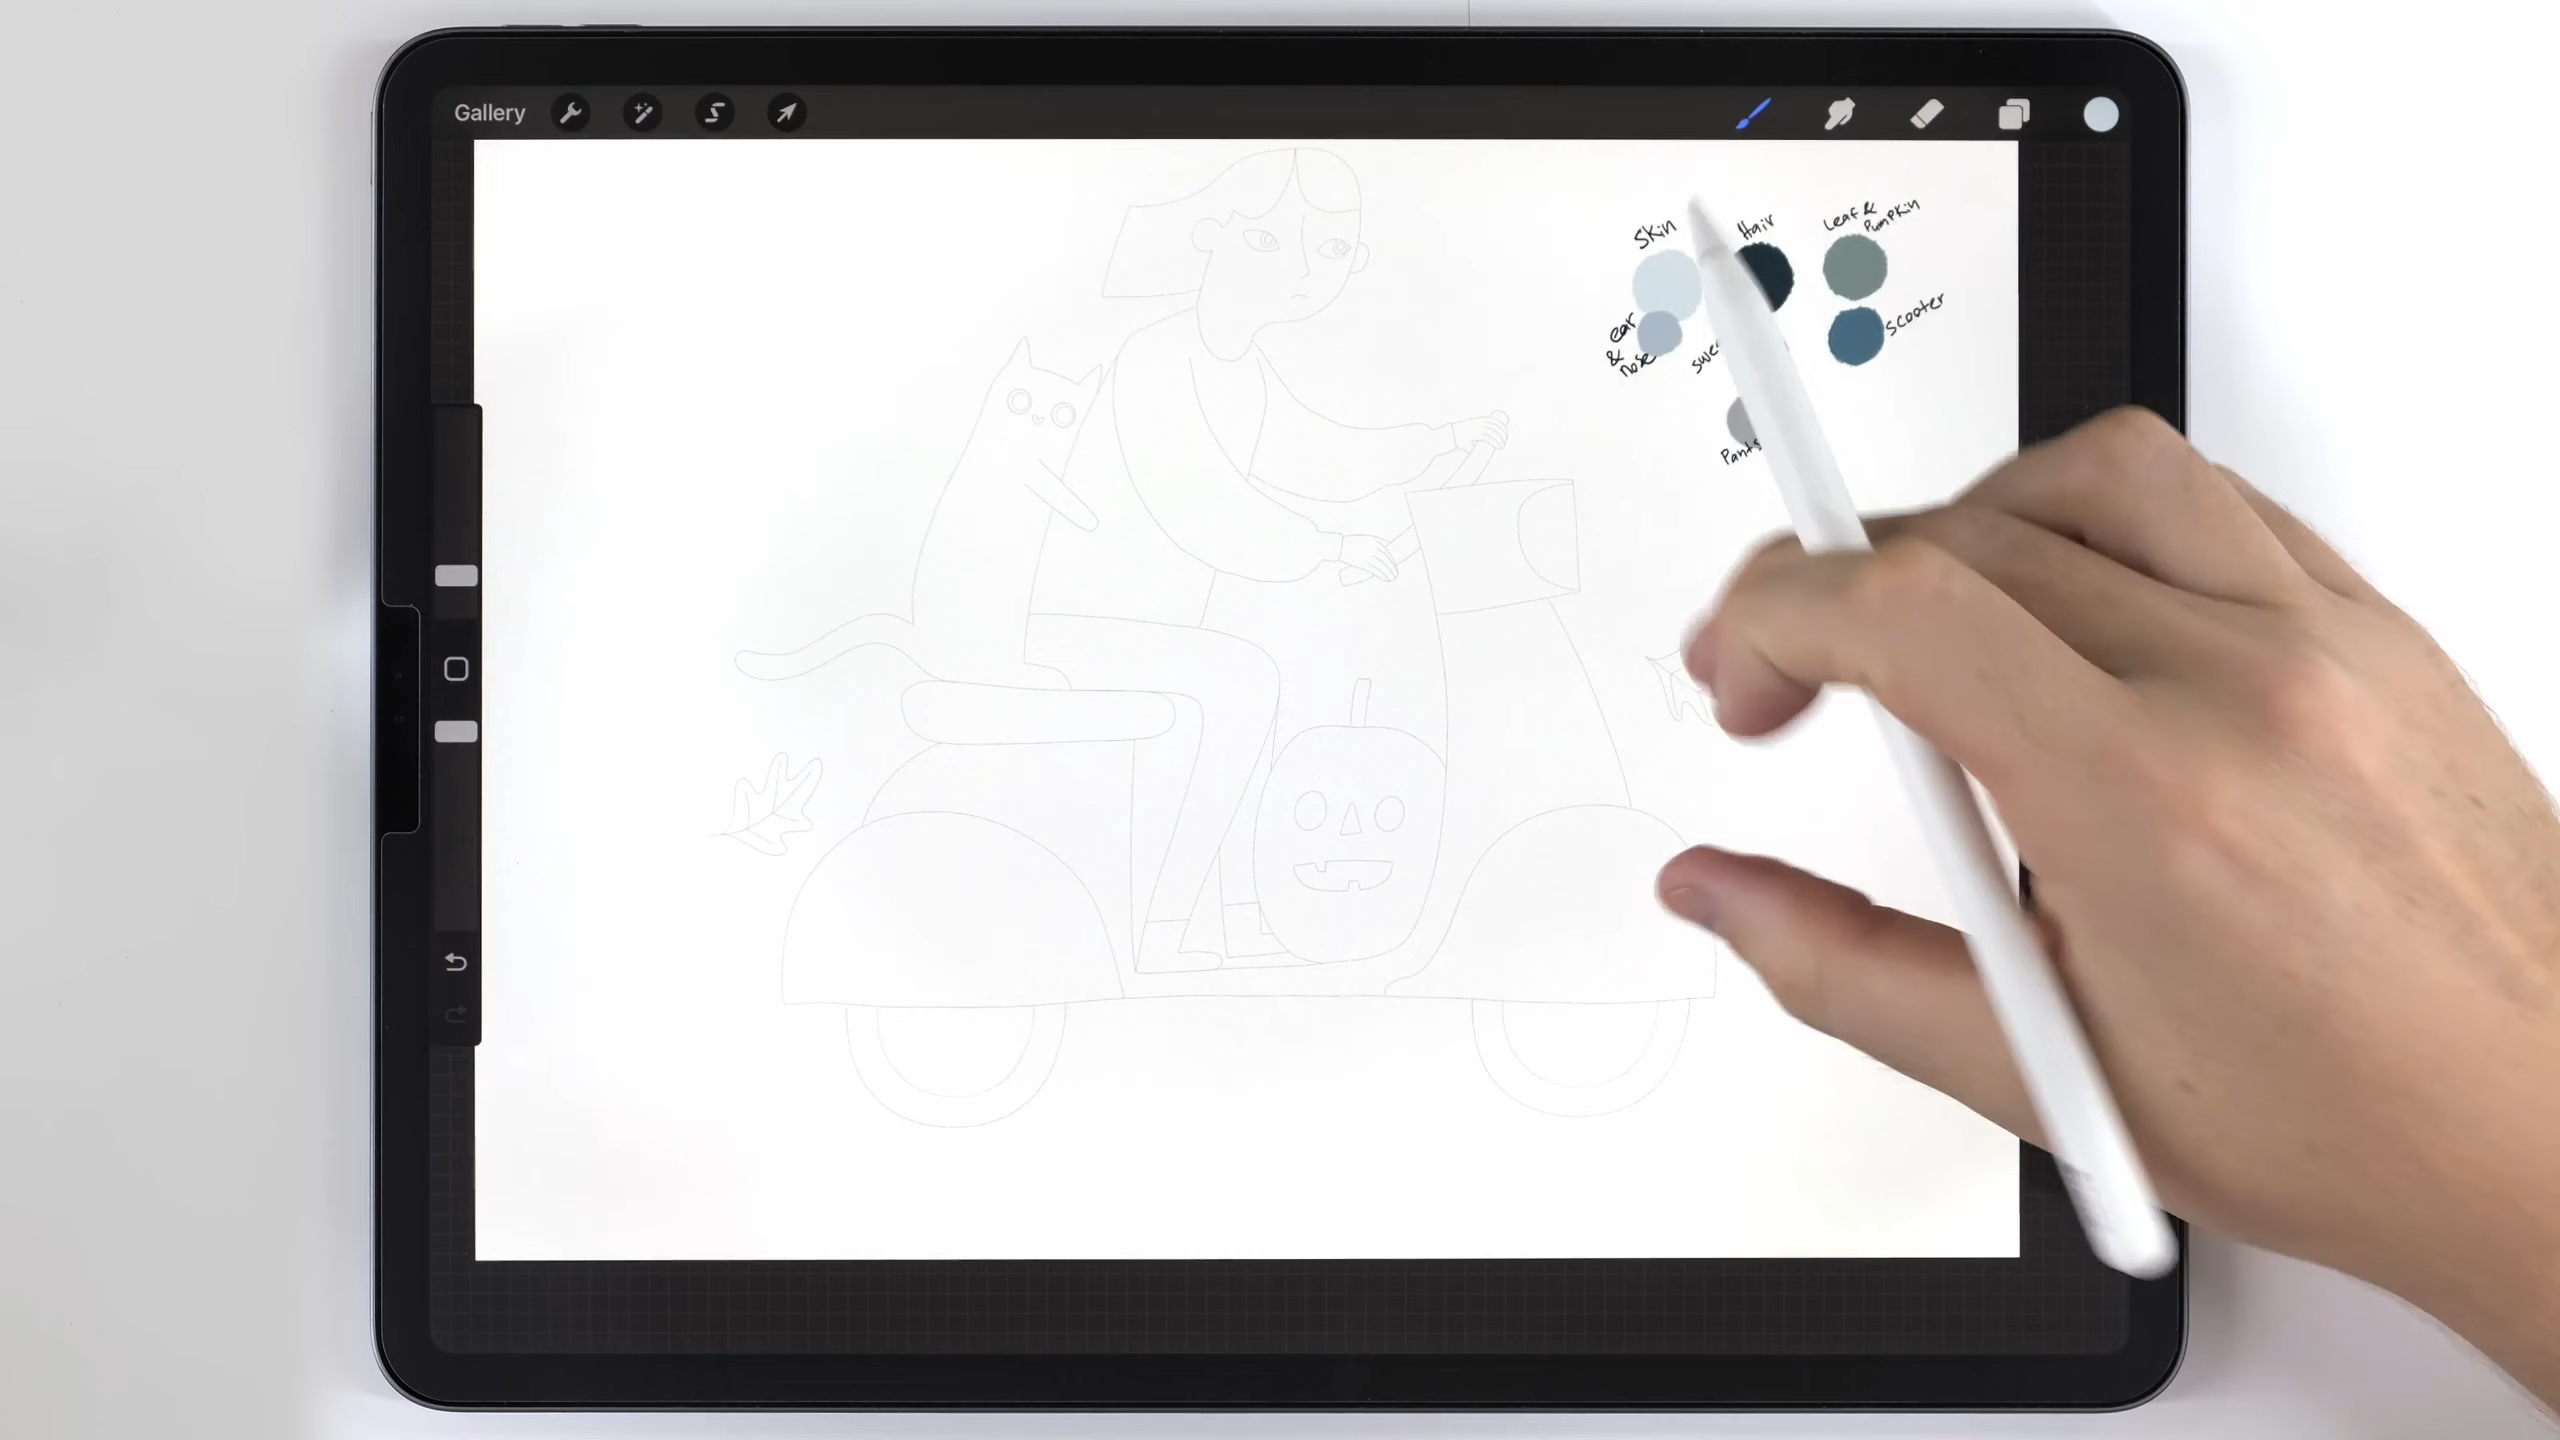 Gallery
Skin
Hair
Leaf &
Pumpkin
ear
&
nose
scooter
Pants